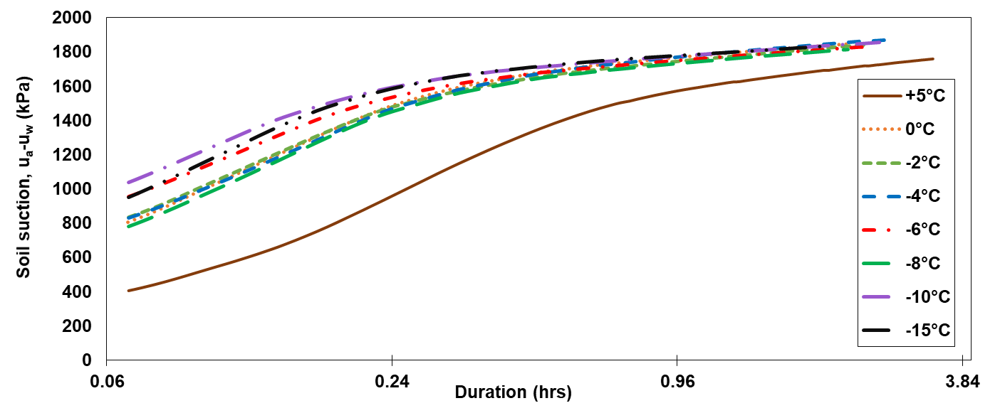 Soil suction, ua-uw (kPa)
2000
1800
1600
1400
1200
1000
800
600
400
200
0
0.06
0.24
0.96
3.84
Duration (hrs)
+5°C
0°C
-2°C
-4°C
-6°C
-8°C
-10°C
-15°C